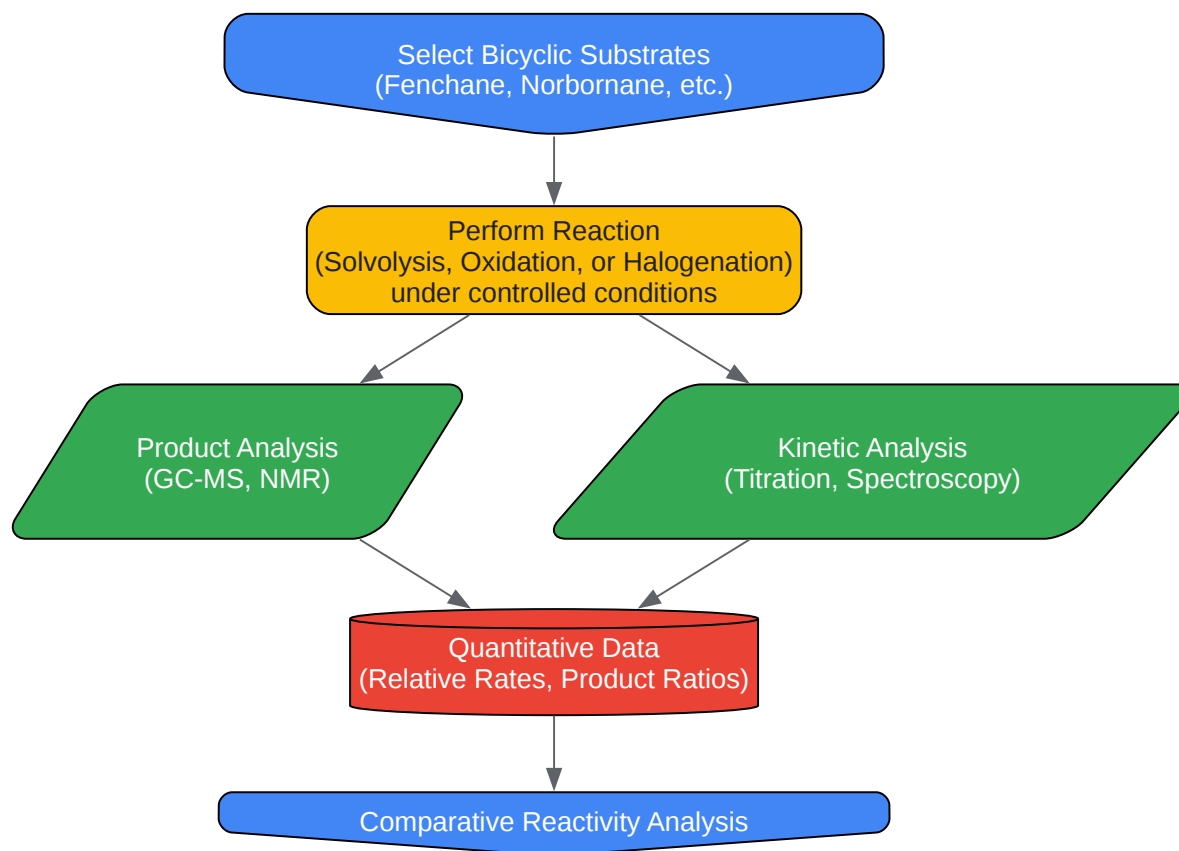 Select Bicyclic Substrates
(Fenchane, Norbornane, etc.)
Perform Reaction
(Solvolysis, Oxidation, or Halogenation)
under controlled conditions
Product Analysis
(GC-MS, NMR)
Kinetic Analysis
(Titration, Spectroscopy)
Quantitative Data
(Relative Rates, Product Ratios)
Comparative Reactivity Analysis